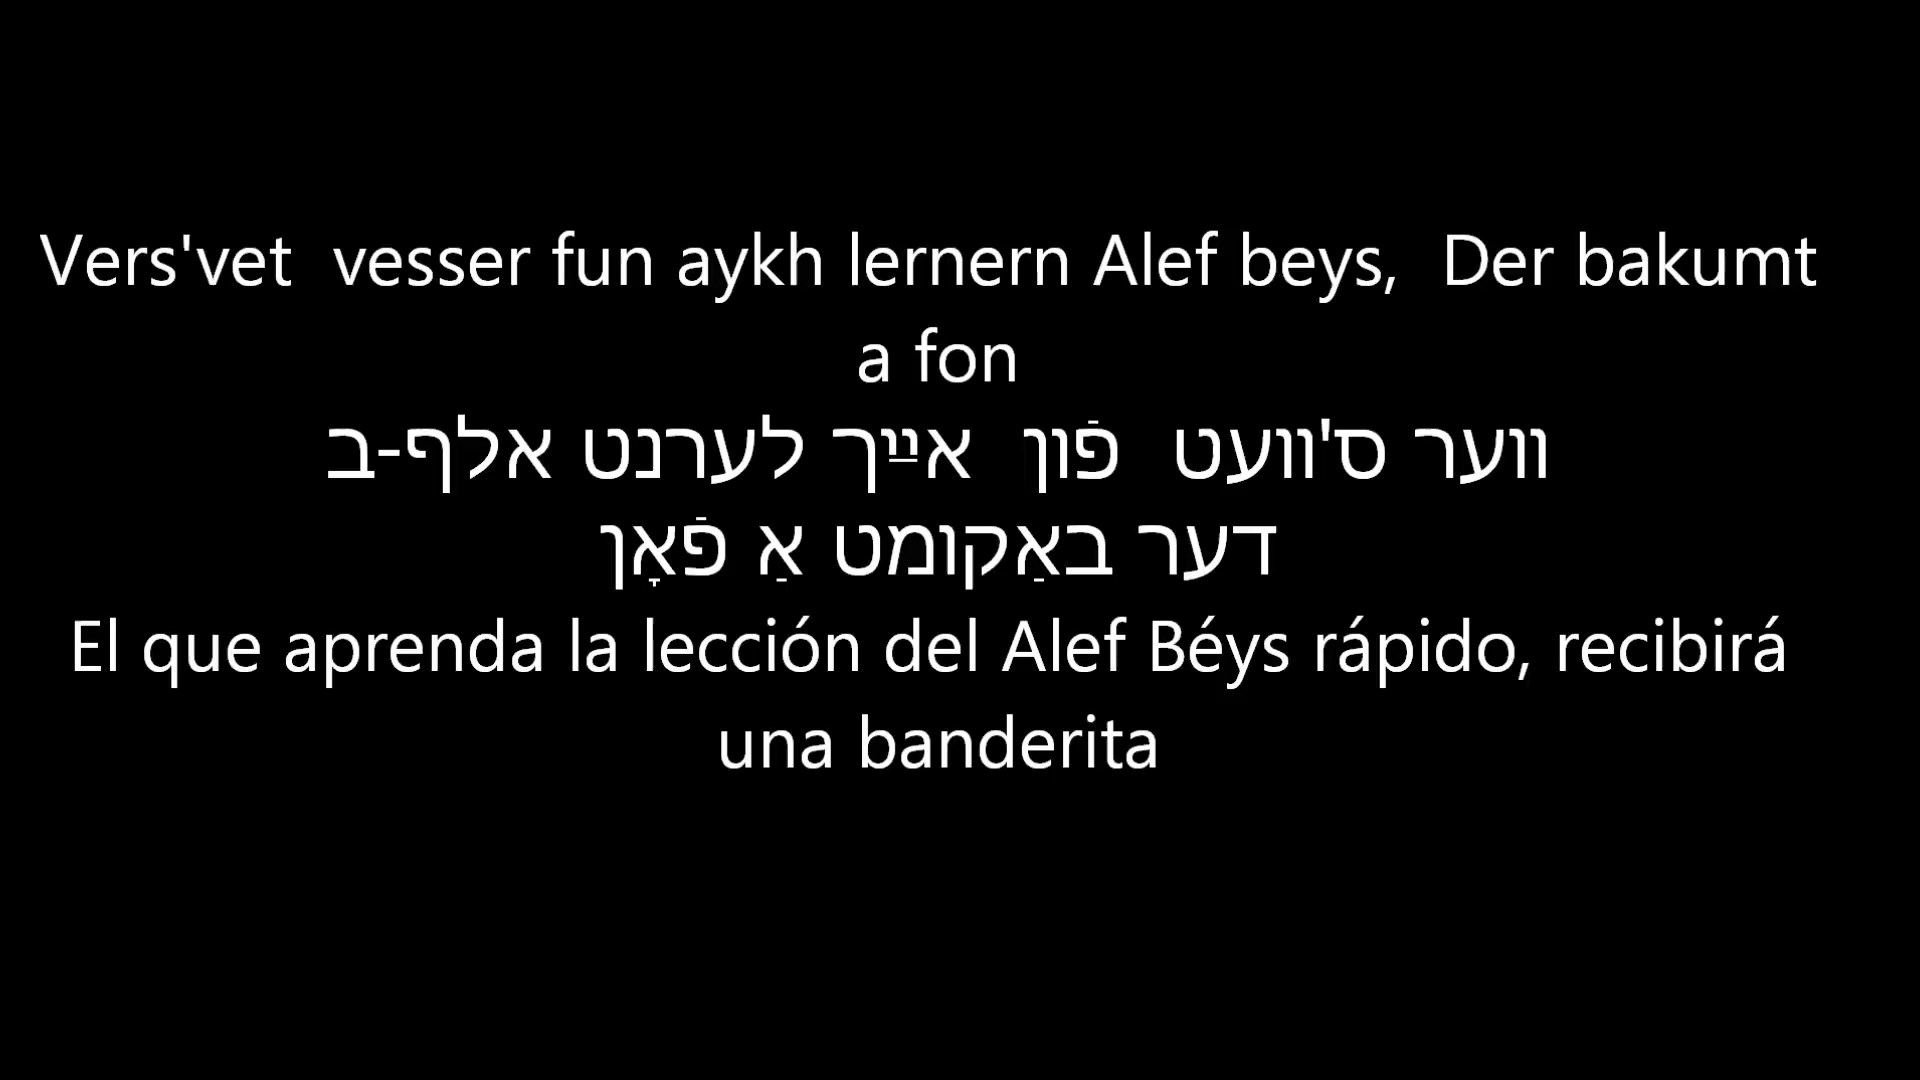 Vers'vet  vesser fun aykh lernern Alef beys,  Der bakumt
a fon
ווער ס'וועט  פֿון  אײַך לערנט אלף-ב
דער באַקומט אַ פֿאָן
El que aprenda la lección del Alef Béys rápido, recibirá
una banderita